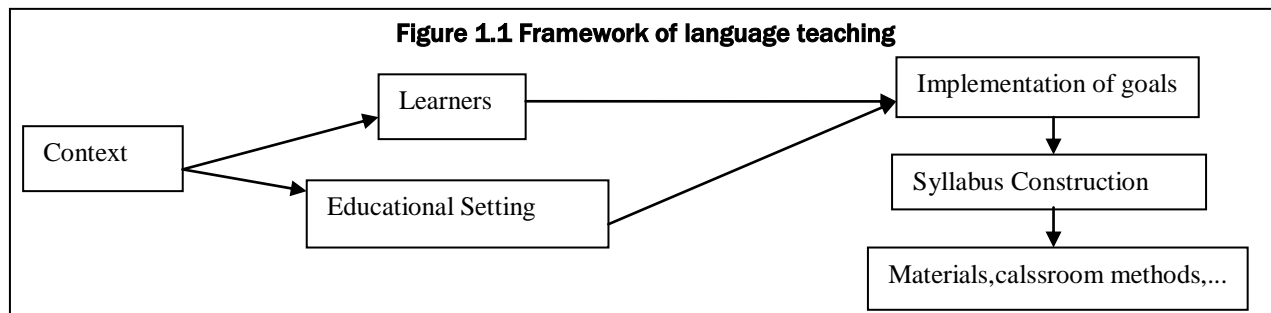 Figure 1.1 Framework of language teaching
Implementation of goals
Learners
Context
Syllabus Construction
Educational Setting
Materials,calssroom methods,...